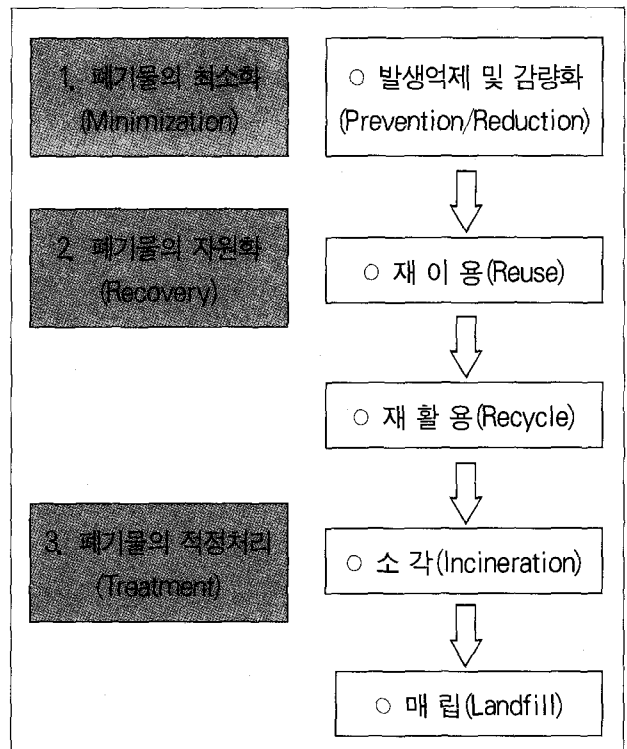 1. 폐기물의 최소화
(Minimization)
○ 발생억제 및 감량화
(Prevention/Reduction)
2. 폐기물의 자원화
(Recovery)
○ 재 이 용(Reuse)
○ 재 활 용(Recycle)
3. 폐기물의 적정처리
(Treatment)
○ 소 각(Incineration)
○ 매 립(Landfill)